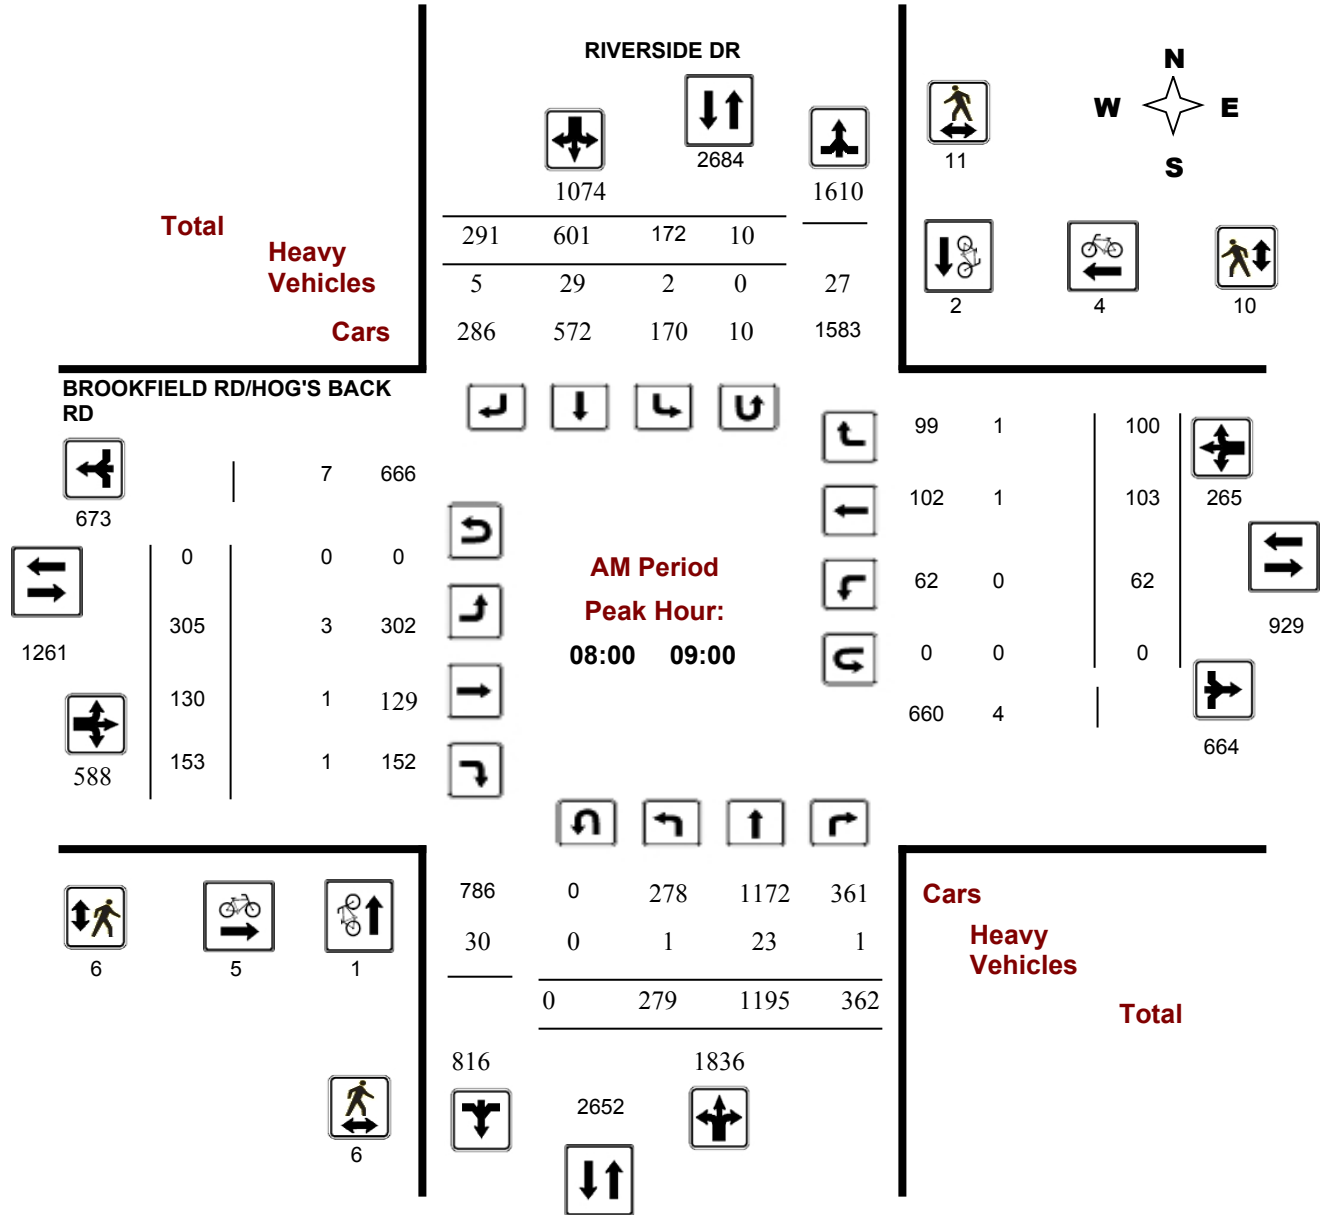 RIVERSIDE DR
N
W E
S
2684
11
1074 1610
Total
291 601 172 10
Heavy
Vehicles
5 29 2 0 27
2 4 10
Cars
286 572 170 10 1583
BROOKFIELD RD/HOG'S BACK
RD
99 1 100
7 666
102 1 103 265
673
0 0 0
AM Period
62 0 62
Peak Hour:
305 3 302
929
1261
08:00 09:00
0 0 0
130 1 129
660 4
664
153 1 152
588
786 0 278 1172 361
Cars
30 0 1 23 1
Heavy
Vehicles
6 5 1
0 279 1195 362
Total
816 1836
2652
6